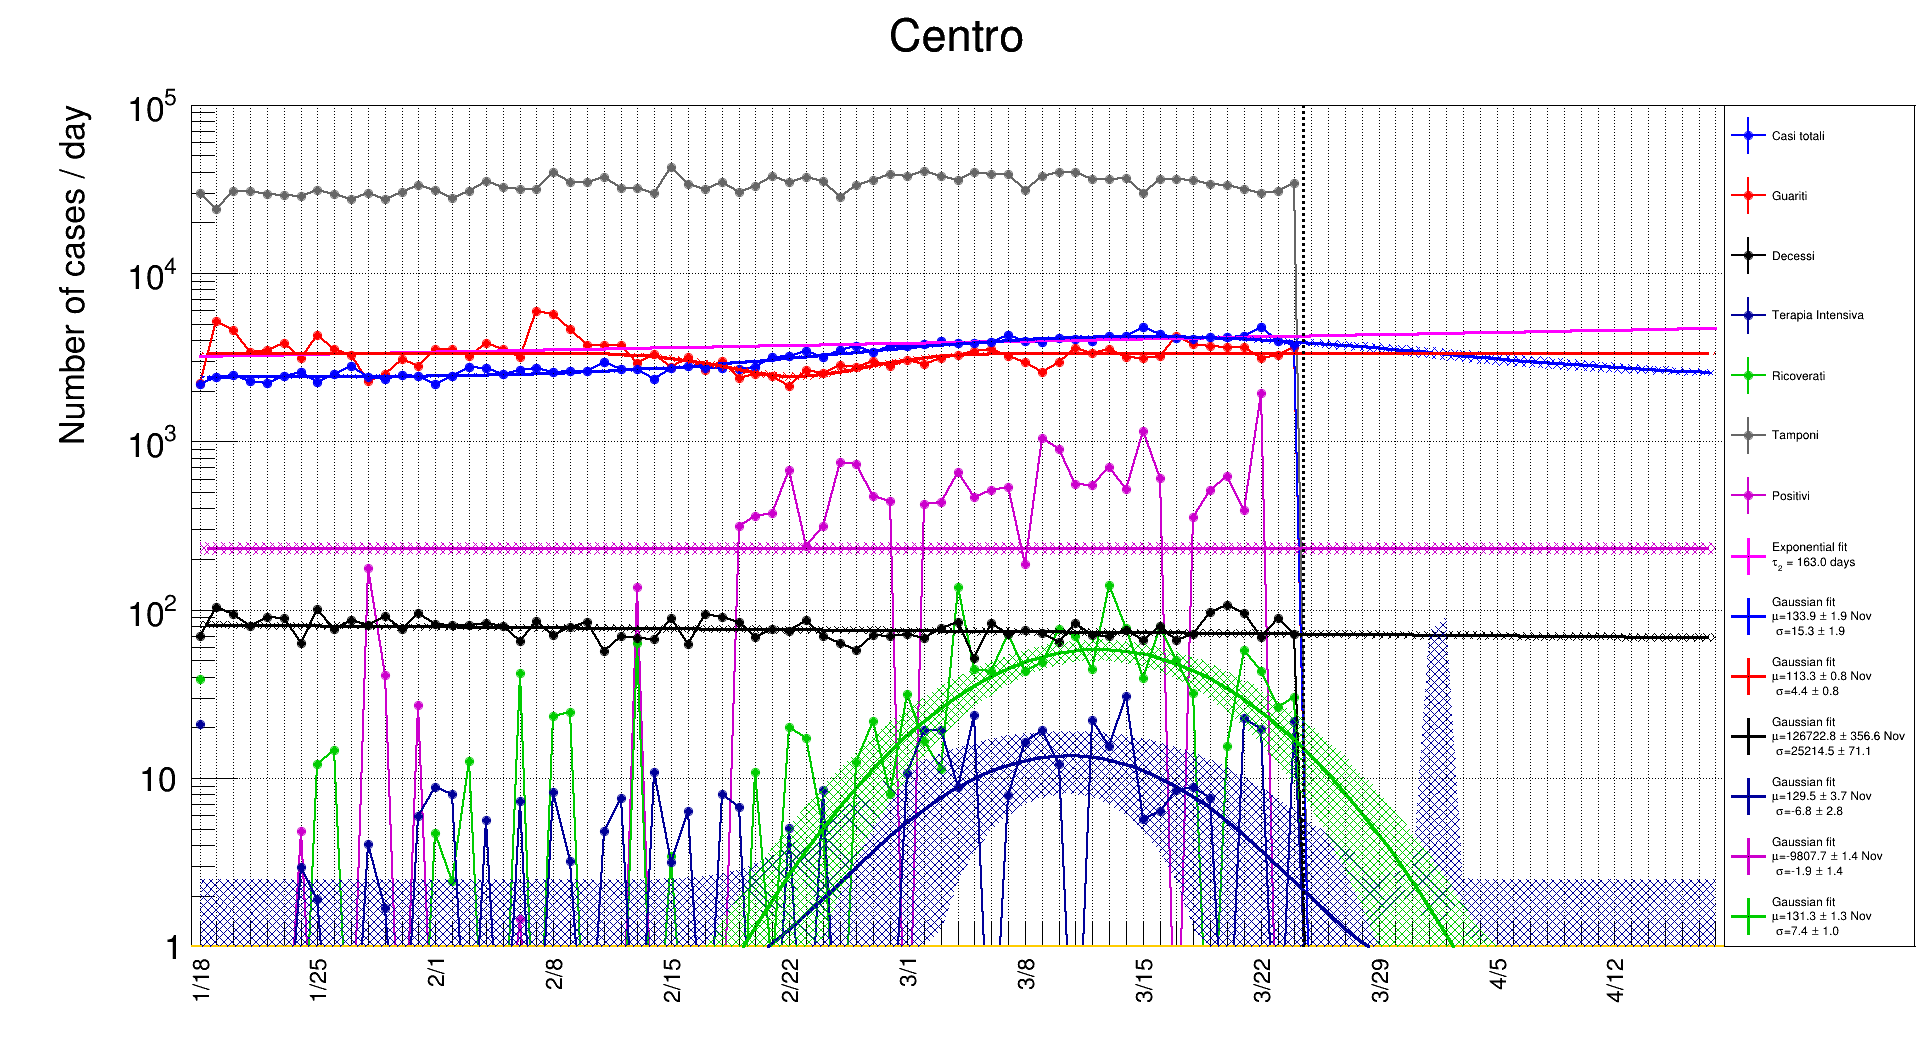 Centro
Number of cases / day
10^5
10^4
10^3
10^2
10
1
1/18
1/25
2/1
2/8
2/15
2/22
3/1
3/8
3/15
3/22
3/29
4/5
4/12
Casi totali
Guariti
Decessi
Terapia Intensiva
Ricoverati
Tamponi
Positivi
Exponential fit
τ_2 = 163.0 days
Gaussian fit
μ=133.9 ± 1.9 Nov
σ=15.3 ± 1.9
Gaussian fit
μ=113.3 ± 0.8 Nov
σ=4.4 ± 0.8
Gaussian fit
μ=126722.8 ± 356.6 Nov
σ=25214.5 ± 71.1
Gaussian fit
μ=129.5 ± 3.7 Nov
σ=-6.8 ± 2.8
Gaussian fit
μ=-9807.7 ± 1.4 Nov
σ=-1.9 ± 1.4
Gaussian fit
μ=131.3 ± 1.3 Nov
σ=7.4 ± 1.0